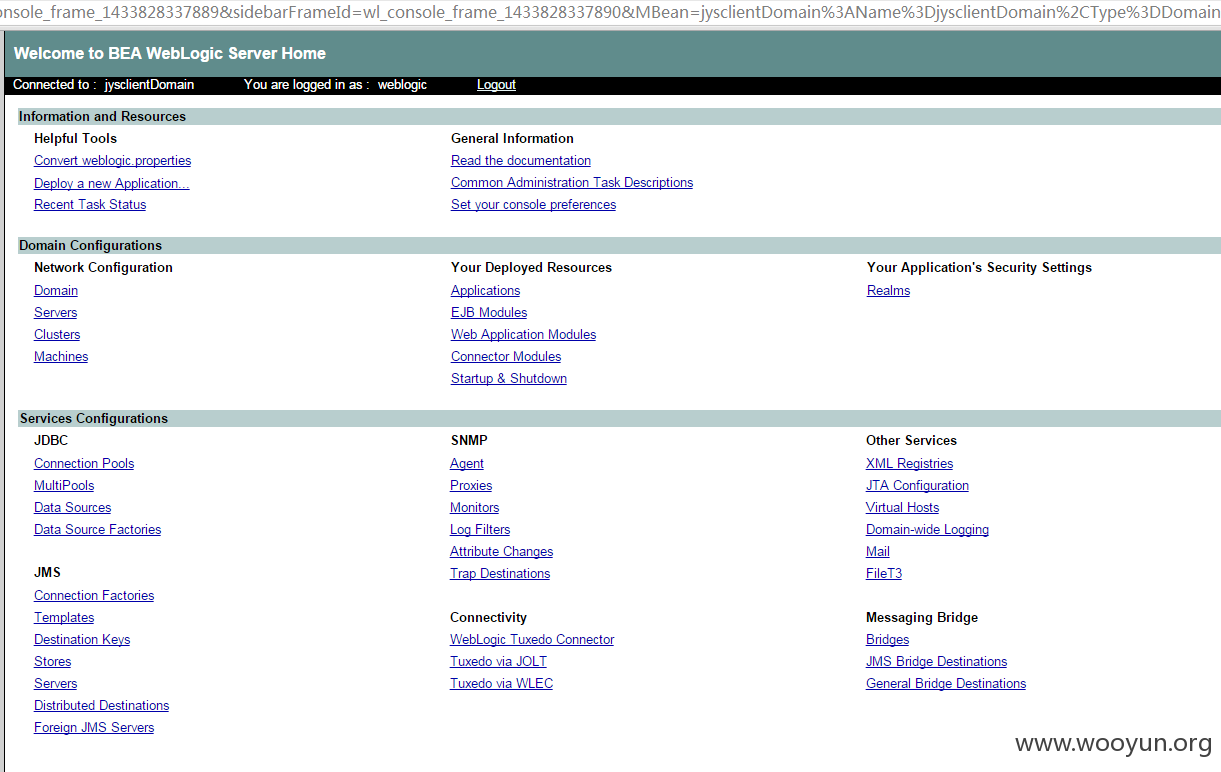 onsole_frame_1433828337889&sidebarFrameId=wl_console_frame_1433828337890&MBean=jysclientDomain%3AName%3DjysclientDomain%2CType%3DDomain
Welcome to BEA WebLogic Server Home
Connected to : jysclientDomain You are logged in as : weblogic Logout
Information and Resources
Helpful Tools General Information
Convert weblogic.properties Read the documentation
Deploy a new Application... Common Administration Task Descriptions
Recent Task Status Set your console preferences
Domain Configurations
Network Configuration Your Deployed Resources Your Application's Security Settings
Domain Applications Realms
Servers EJB Modules
Clusters Web Application Modules
Machines Connector Modules
Startup & Shutdown
Services Configurations
JDBC SNMP Other Services
Connection Pools Agent XML Registries
MultiPools Proxies JTA Configuration
Data Sources Monitors Virtual Hosts
Data Source Factories Log Filters Domain-wide Logging
Attribute Changes Mail
JMS Trap Destinations FileT3
Connection Factories
Templates Connectivity Messaging Bridge
Destination Keys WebLogic Tuxedo Connector Bridges
Stores Tuxedo via JOLT JMS Bridge Destinations
Servers Tuxedo via WLEC General Bridge Destinations
Distributed Destinations
Foreign JMS Servers
www.wooyun.org